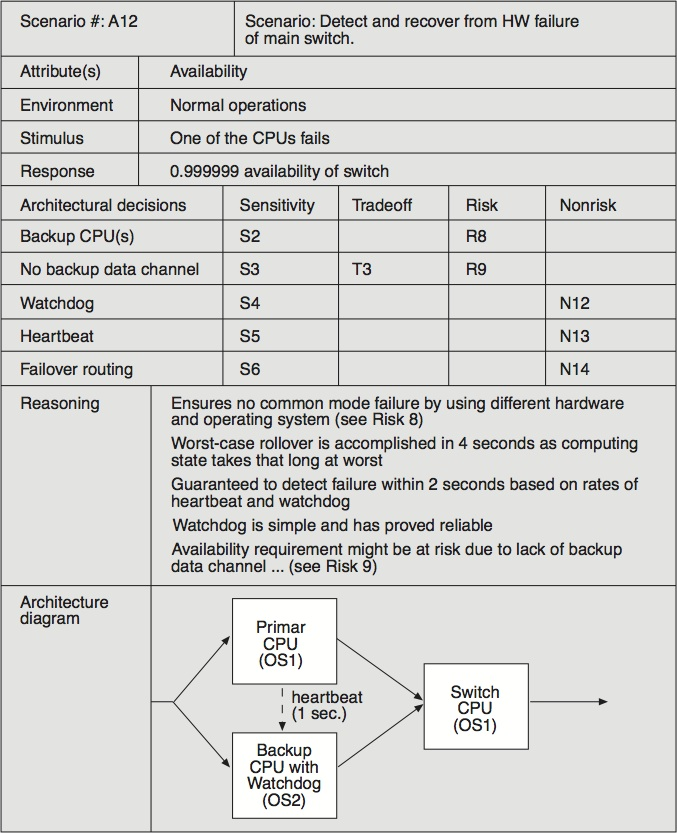 Scenario #: A12
Scenario: Detect and recover from HW failure
of main switch.
Attribute(s)
Availability
Environment
Normal operations
Stimulus
One of the CPUs fails
Response
0.999999 availability of switch
Architectural decisions
Sensitivity
Tradeoff
Risk
Nonrisk
Backup CPU(s)
S2
R8
No backup data channel
S3
T3
R9
Watchdog
S4
N12
Heartbeat
S5
N13
Failover routing
S6
N14
Reasoning
Ensures no common mode failure by using different hardware
and operating system (see Risk 8)
Worst-case rollover is accomplished in 4 seconds as computing
state takes that long at worst
Guaranteed to detect failure within 2 seconds based on rates of
heartbeat and watchdog
Watchdog is simple and has proved reliable
Availability requirement might be at risk due to lack of backup
data channel ... (see Risk 9)
Architecture
diagram
Primar
CPU
(OS1)
heartbeat
(1 sec.)
Backup
CPU with
Watchdog
(OS2)
Switch
CPU
(OS1)